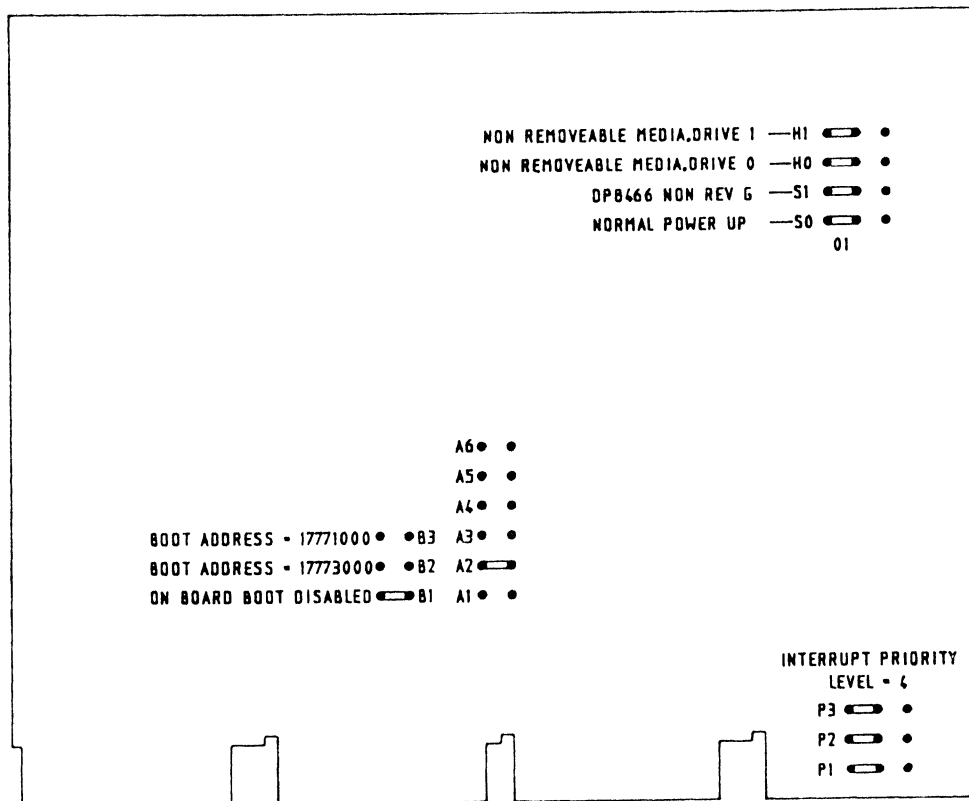 NON REMOVEABLE MEDIA,DRIVE 1 —H1
NON REMOVEABLE MEDIA,DRIVE 0 —H0
DP8466 NON REV G —S1
NORMAL POWER UP —S0
01
A6
A5
A4
BOOT ADDRESS - 17771000 B3 A3
BOOT ADDRESS - 17773000 B2 A2
ON BOARD BOOT DISABLED B1 A1
INTERRUPT PRIORITY
LEVEL - 4
P3
P2
P1